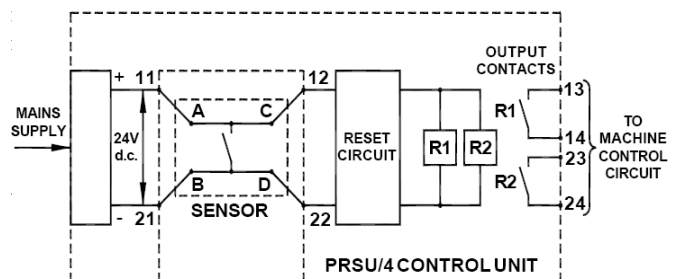 OUTPUT
CONTACTS
+ 11
12
13
A
C
R1
MAINS
SUPPLY
24V
d.c.
RESET
CIRCUIT
R1
R2
14
23
TO
MACHINE
CONTROL
CIRCUIT
B
D
R2
24
- 21
SENSOR
22
PRSU/4 CONTROL UNIT